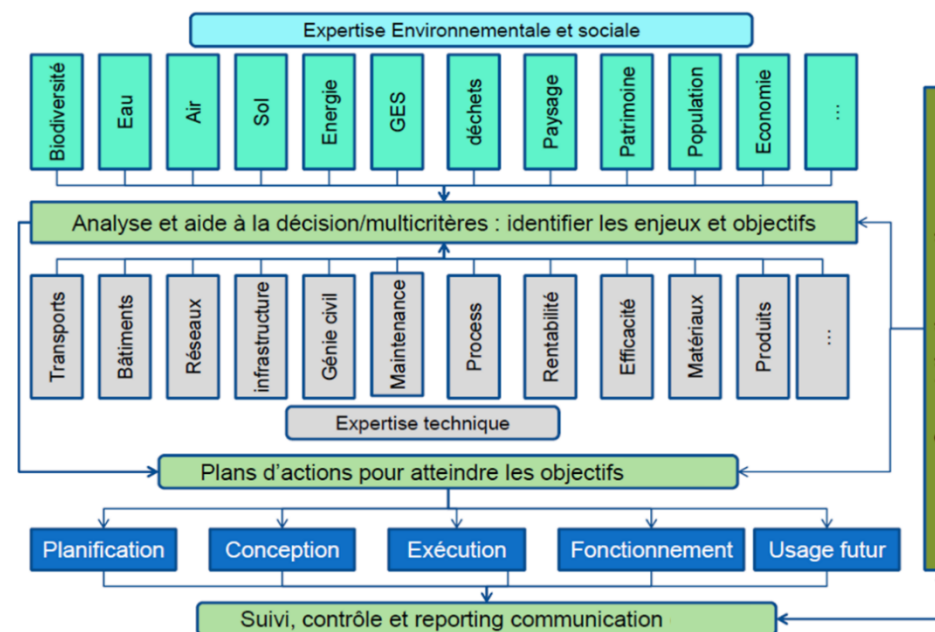 Expertise Environnementale et sociale
Biodiversité
Eau
Air
Sol
Energie
GES
déchets
Paysage
Patrimoine
Population
Economie
...
Analyse et aide à la décision/multicritères : identifier les enjeux et objectifs
Transports
Bâtiments
Réseaux
infrastructure
Génie civil
Maintenance
Process
Rentabilité
Efficacité
Matériaux
Produits
...
Expertise technique
Plans d'actions pour atteindre les objectifs
Planification
Conception
Exécution
Fonctionnement
Usage futur
Suivi, contrôle et reporting communication